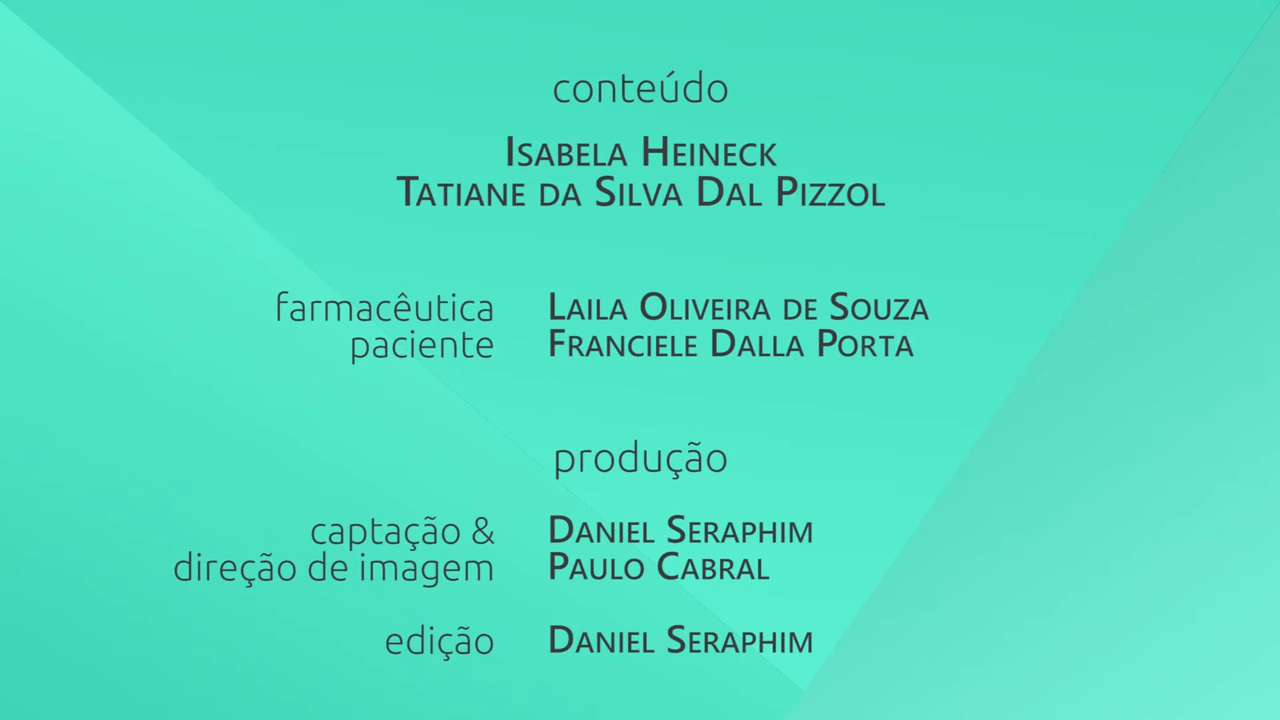 conteúdo
Isabela Heineck
Tatiane da Silva Dal Pizzol
farmacêutica Laila Oliveira de Souza
paciente Franciele Dalla Porta
produção
captação & Daniel Seraphim
direção de imagem Paulo Cabral
edição Daniel Seraphim